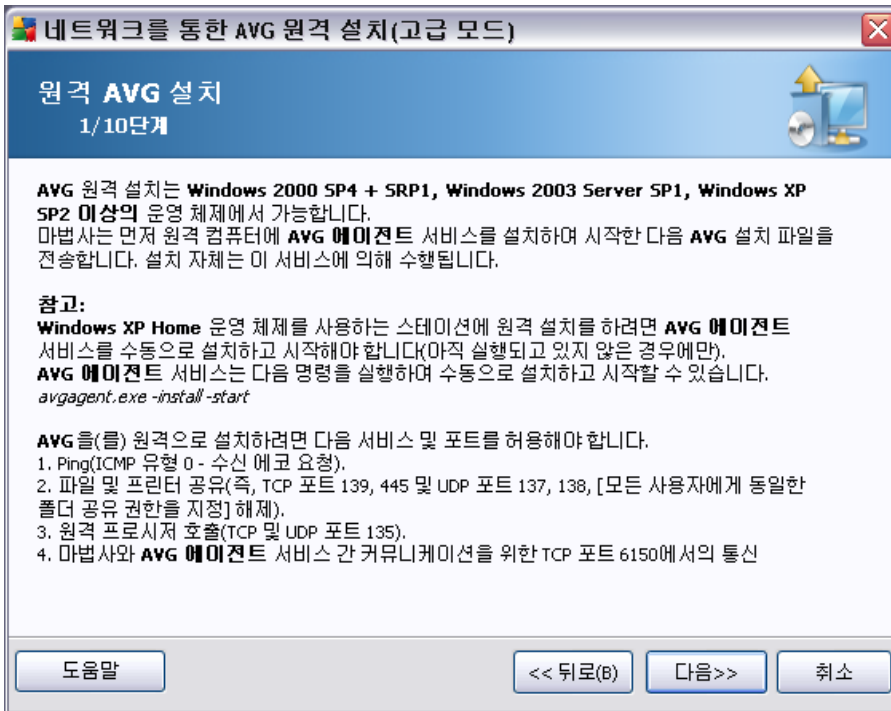 네트워크를 통한 AVG 원격 설치(고급 모드)
원격 AVG 설치
1/10단계
AVG 원격 설치는 Windows 2000 SP4 + SRP1, Windows 2003 Server SP1, Windows XP
SP2 이상의 운영 체제에서 가능합니다.
마법사는 먼저 원격 컴퓨터에 AVG 에이전트 서비스를 설치하여 시작한 다음 AVG 설치 파일을
전송합니다. 설치 자체는 이 서비스에 의해 수행됩니다.
참고:
Windows XP Home 운영 체제를 사용하는 스테이션에 원격 설치를 하려면 AVG 에이전트
서비스를 수동으로 설치하고 시작해야 합니다(아직 실행되고 있지 않은 경우에만).
AVG 에이전트 서비스는 다음 명령을 실행하여 수동으로 설치하고 시작할 수 있습니다.
avgagent.exe -install -start
AVG을(를) 원격으로 설치하려면 다음 서비스 및 포트를 허용해야 합니다.
1. Ping(ICMP 유형 0 - 수신 에코 요청).
2. 파일 및 프린터 공유(즉, TCP 포트 139, 445 및 UDP 포트 137, 138, [모든 사용자에게 동일한
폴더 공유 권한을 지정] 해제).
3. 원격 프로시저 호출(TCP 및 UDP 포트 135).
4. 마법사와 AVG 에이전트 서비스 간 커뮤니케이션을 위한 TCP 포트 6150에서의 통신
도움말
<< 뒤로(B)
다음>>
취소